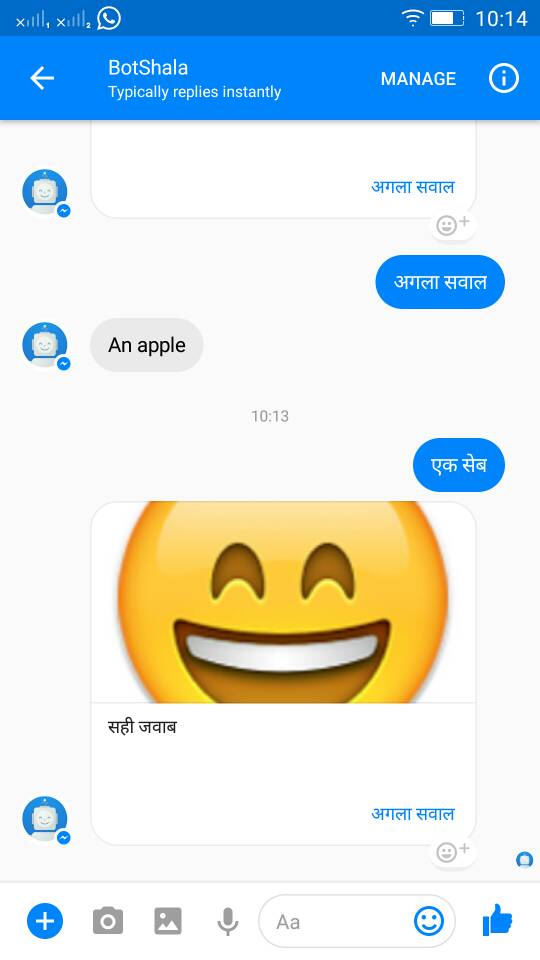 10:14
BotShala
MANAGE
Typically replies instantly
अगला सवाल
अगला सवाल
An apple
10:13
एक सेब
सही जवाब
अगला सवाल
Aa